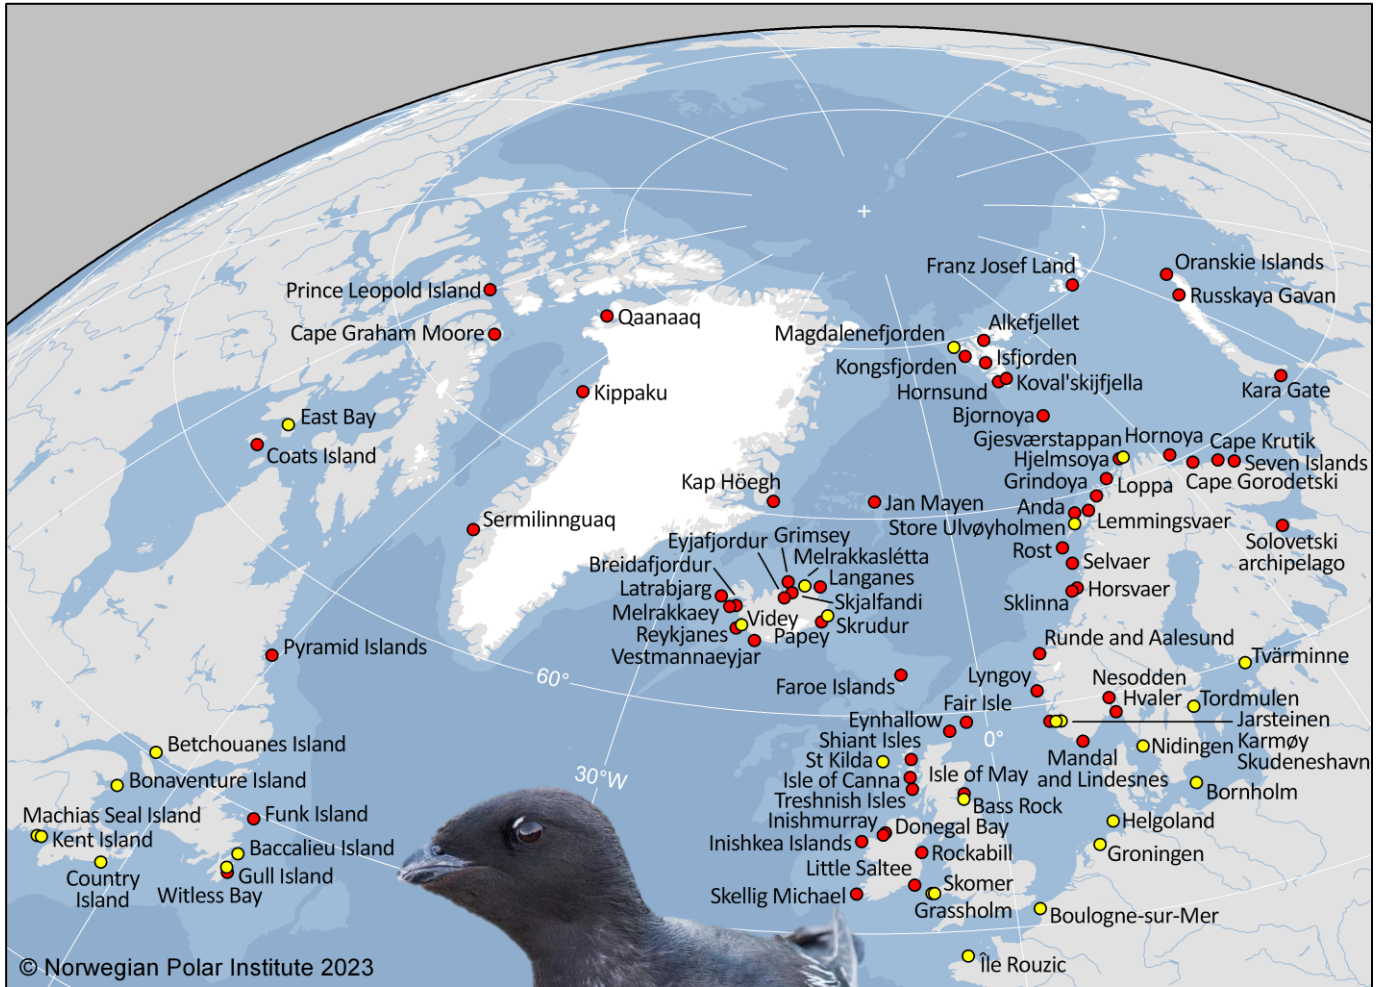 Franz Josef Land
Oranskie Islands
Prince Leopold Island
Russkaya Gavan
Qaanaaq
Cape Graham Moore
Magdalenefjorden
Alkefjellet
Kongsfjorden
Isfjorden
Hornsund
Koval'skijfjella
Kara Gate
Kippaku
Bjornoya
East Bay
Coats Island
Gjesværstappan
Hornoya
Cape Krutik
Hjelmsoya
Seven Islands
Grindoya
Loppa
Cape Gorodetski
Kap Höegh
Jan Mayen
Anda
Lemmingsvaer
Sermilinnguaq
Store Ulvøyholmen
Solovetski
archipelago
Eyjafjordur
Grimsey
Melrakkaslétta
Rost
Selvaer
Breidafjordur
Langanes
Latrabjarg
Skjalfandi
Horsvaer
Melrakkaey
Sklinna
Videy
Reykjanes
Papey
Skrudur
Vestmannaeyjar
Pyramid Islands
Runde and Aalesund
Tvärminne
60°
Faroe Islands
Lyngoy
Nesodden
Hvaler
Tordmulen
Fair Isle
Eynhallow
Jarsteinen
Karmøy
Skudeneshavn
0°
Shiant Isles
Betchouanes Island
St Kilda
Nidingen
Mandal
and Lindesnes
30°W
Isle of Canna
Isle of May
Bonaventure Island
Bornholm
Treshnish Isles
Bass Rock
Machias Seal Island
Funk Island
Inishmurray
Helgoland
Kent Island
Donegal Bay
Baccalieu Island
Inishkea Islands
Rockabill
Groningen
Country
Island
Gull Island
Little Saltee
Witless Bay
Skomer
Skellig Michael
Grassholm
Boulogne-sur-Mer
Île Rouzic
© Norwegian Polar Institute 2023